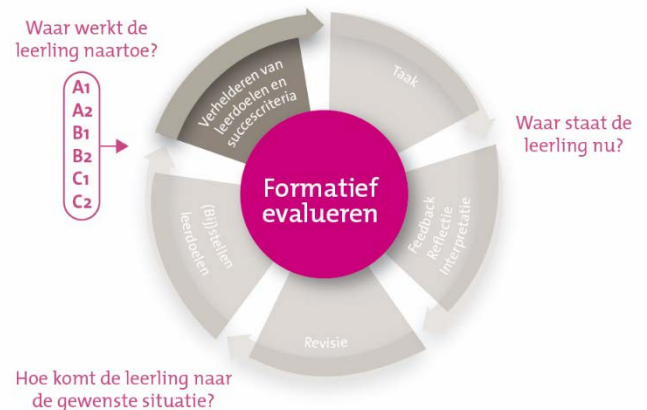 Waar werkt de
leerling naartoe?
A1
A2
B1
B2
C1
C2
Verhelderen van
leerdoelen en
succescriteria
Taak
Waar staat de
leerling nu?
Formatief
evalueren
Feedback
Reflectie
Interpretatie
(Bij)stellen
leerdoelen
Revisie
Hoe komt de leerling naar
de gewenste situatie?